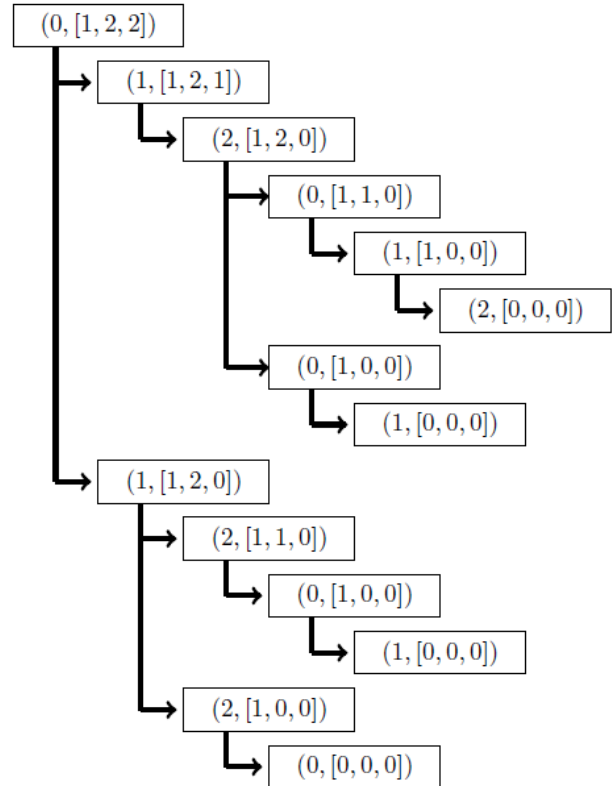 (0, [1, 2, 2])
(1, [1, 2, 1])
(2, [1, 2, 0])
(0, [1, 1, 0])
(1, [1, 0, 0])
(2, [0, 0, 0])
(0, [1, 0, 0])
(1, [0, 0, 0])
(1, [1, 2, 0])
(2, [1, 1, 0])
(0, [1, 0, 0])
(1, [0, 0, 0])
(2, [1, 0, 0])
(0, [0, 0, 0])